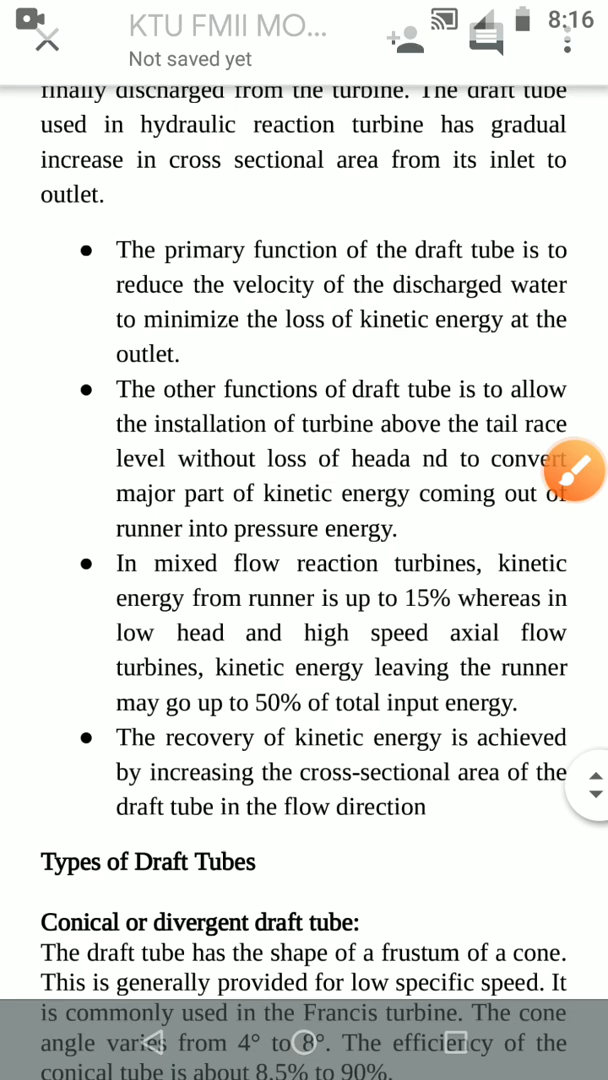 KTU FMII MO...
Not saved yet
8:16
finally discharged from the turbine. The draft tube
used in hydraulic reaction turbine has gradual
increase in cross sectional area from its inlet to
outlet.
● The primary function of the draft tube is to
reduce the velocity of the discharged water
to minimize the loss of kinetic energy at the
outlet.
● The other functions of draft tube is to allow
the installation of turbine above the tail race
level without loss of heada nd to convert
major part of kinetic energy coming out of
runner into pressure energy.
● In mixed flow reaction turbines, kinetic
energy from runner is up to 15% whereas in
low head and high speed axial flow
turbines, kinetic energy leaving the runner
may go up to 50% of total input energy.
● The recovery of kinetic energy is achieved
by increasing the cross-sectional area of the
draft tube in the flow direction
Types of Draft Tubes
Conical or divergent draft tube:
The draft tube has the shape of a frustum of a cone.
This is generally provided for low specific speed. It
is commonly used in the Francis turbine. The cone
angle varies from 4° to 8°. The efficiency of the
conical tube is about 8.5% to 90%.